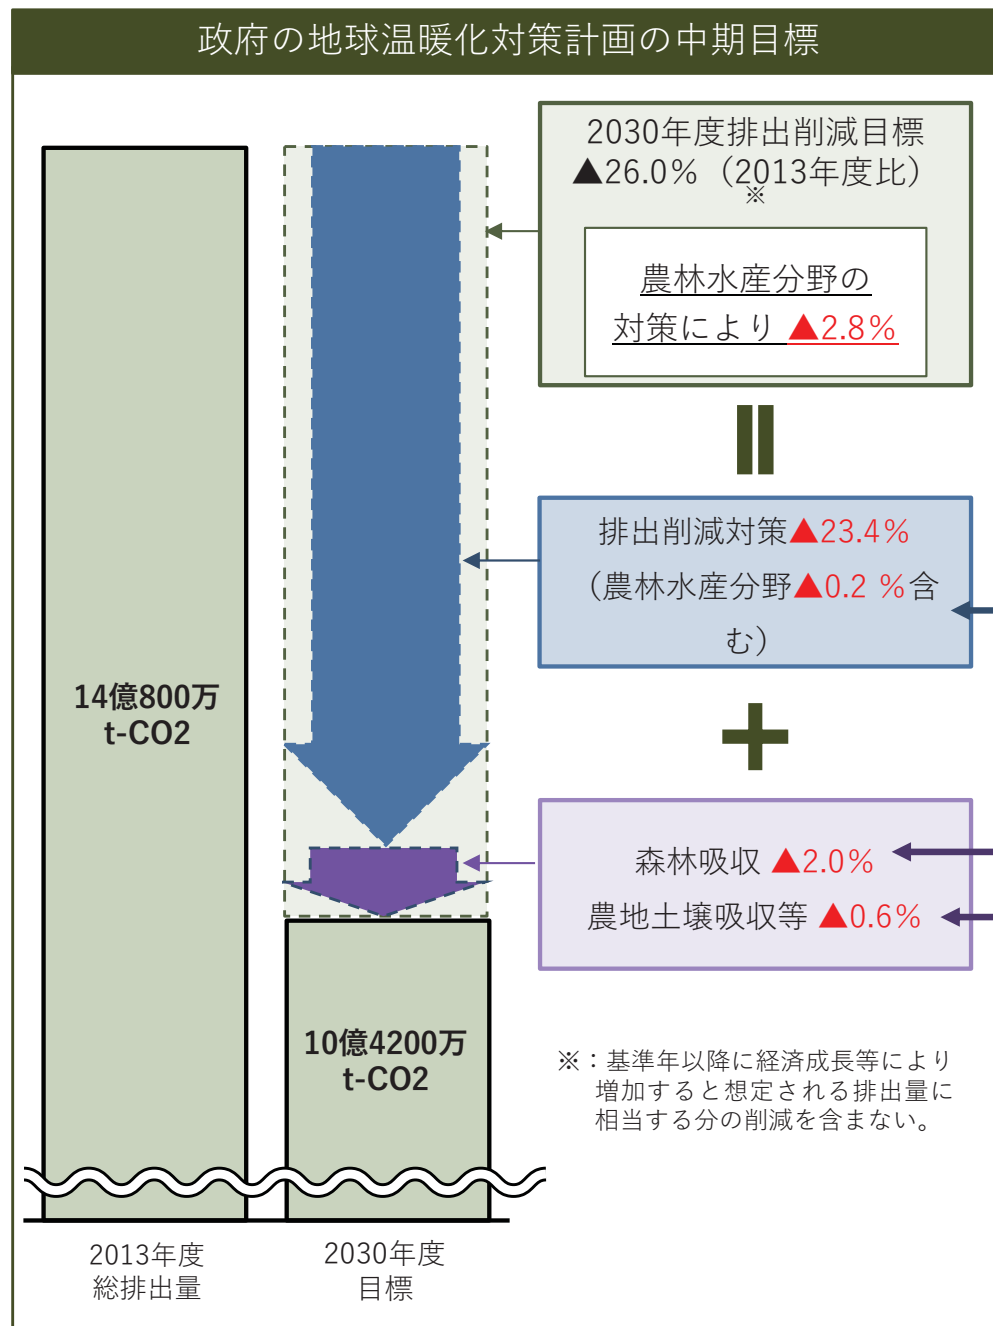 政府の地球温暖化対策計画の中期目標
2030年度排出削減目標
▲26.0%（2013年度比）
※
農林水産分野の
対策により ▲2.8%
排出削減対策▲23.4%
（農林水産分野▲0.2 %含
む）
14億800万
t-CO2
森林吸収 ▲2.0%
農地土壌吸収等 ▲0.6%
10億4200万
t-CO2
※：基準年以降に経済成長等により
増加すると想定される排出量に
相当する分の削減を含まない。
2013年度
総排出量
2030年度
目標